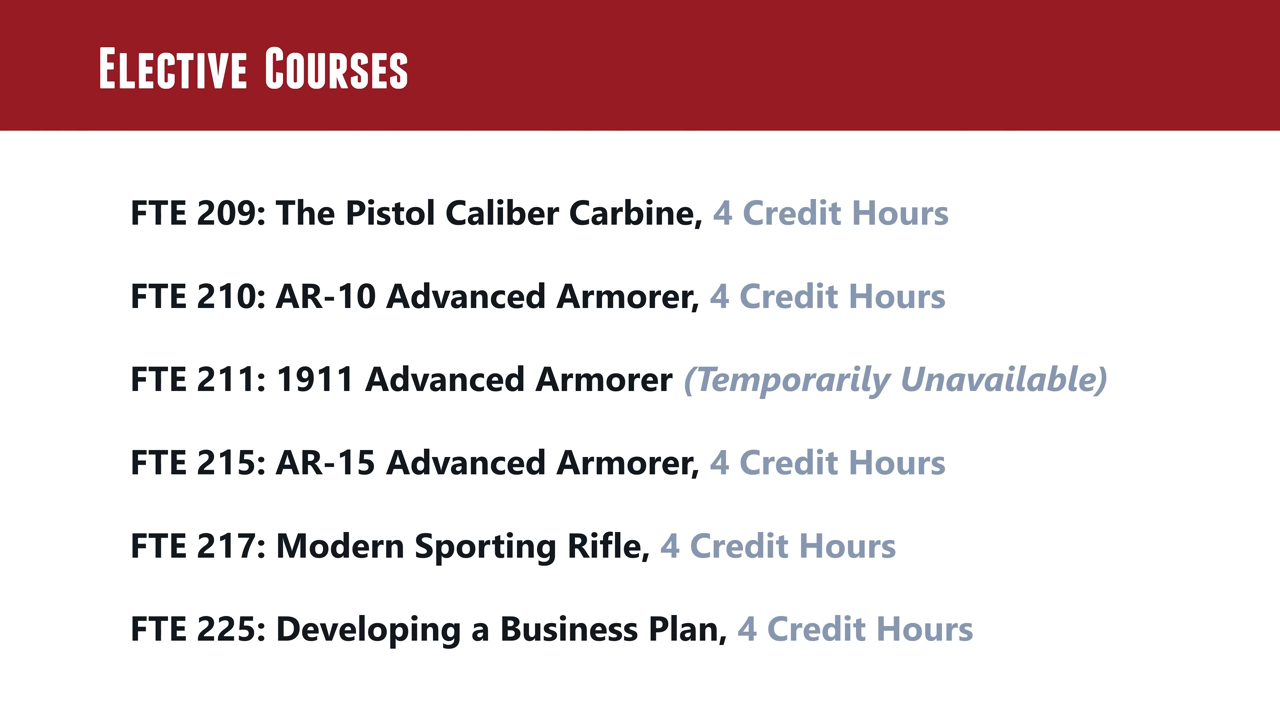 Elective Courses
FTE 209: The Pistol Caliber Carbine, 4 Credit Hours
FTE 210: AR-10 Advanced Armorer, 4 Credit Hours
FTE 211: 1911 Advanced Armorer (Temporarily Unavailable)
FTE 215: AR-15 Advanced Armorer, 4 Credit Hours
FTE 217: Modern Sporting Rifle, 4 Credit Hours
FTE 225: Developing a Business Plan, 4 Credit Hours